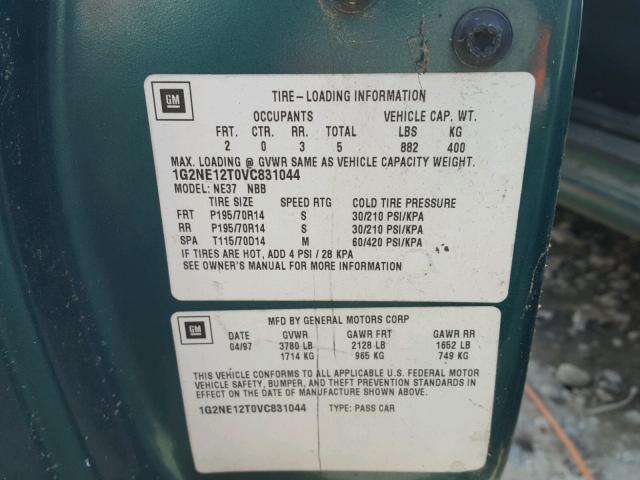 GM
TIRE-LOADING INFORMATION
OCCUPANTS VEHICLE CAP. WT.
FRT. CTR. RR. TOTAL LBS KG
2 0 3 5 882 400
MAX. LOADING @ GVWR SAME AS VEHICLE CAPACITY WEIGHT.
1G2NE12T0VC831044
MODEL: NE37 NBB
TIRE SIZE SPEED RTG COLD TIRE PRESSURE
FRT P195/70R14 S 30/210 PSI/KPA
RR P195/70R14 S 30/210 PSI/KPA
SPA T115/70D14 M 60/420 PSI/KPA
IF TIRES ARE HOT, ADD 4 PSI / 28 KPA
SEE OWNER'S MANUAL FOR MORE INFORMATION
GM
MFD BY GENERAL MOTORS CORP
DATE GVWR GAWR FRT GAWR RR
04/97 3780 LB 2128 LB 1652 LB
1714 KG 965 KG 749 KG
THIS VEHICLE CONFORMS TO ALL APPLICABLE U.S. FEDERAL MOTOR
VEHICLE SAFETY, BUMPER, AND THEFT PREVENTION STANDARDS IN
EFFECT ON THE DATE OF MANUFACTURE SHOWN ABOVE.
1G2NE12T0VC831044 TYPE: PASS CAR